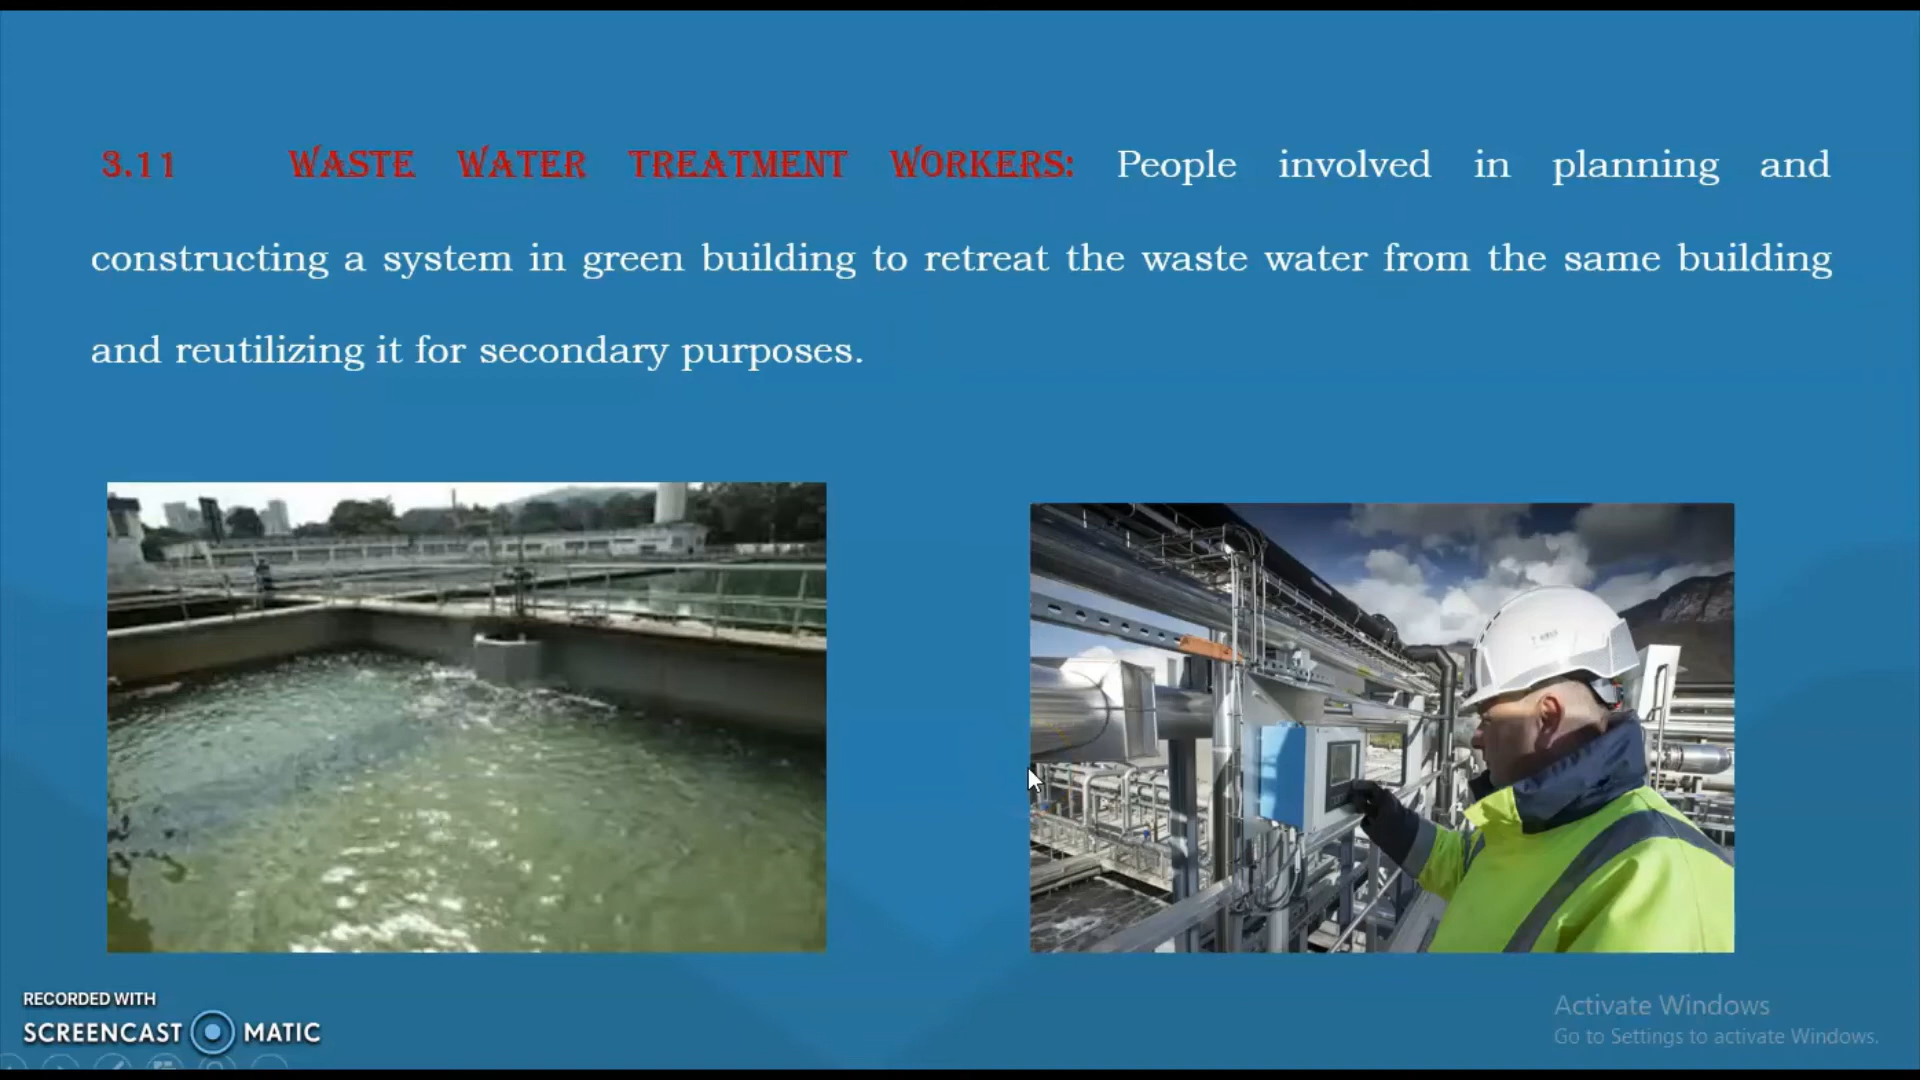 3.11 WASTE WATER TREATMENT WORKERS: People involved in planning and
constructing a system in green building to retreat the waste water from the same building
and reutilizing it for secondary purposes.
RECORDED WITH
SCREENCAST MATIC
Activate Windows
Go to Settings to activate Windows.